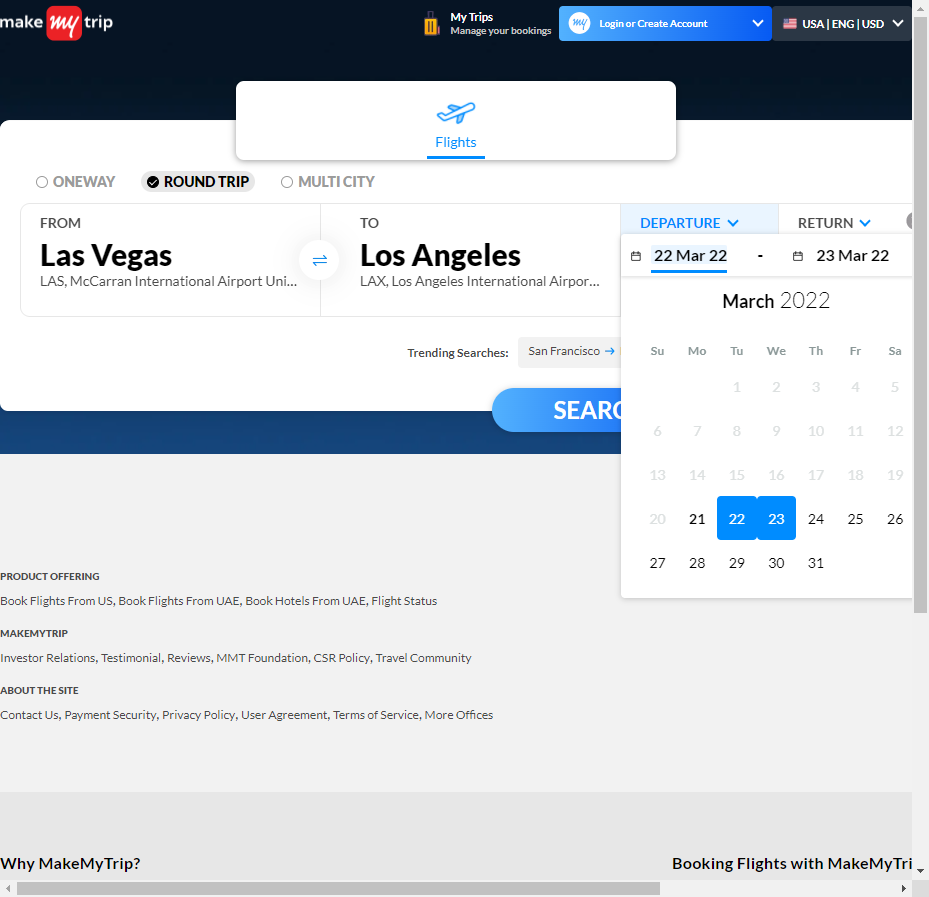 make my trip
My Trips
Manage your bookings
my
Login or Create Account
USA | ENG | USD
Flights
ONEWAY
ROUND TRIP
MULTI CITY
FROM
Las Vegas
LAS, McCarran International Airport Uni...
TO
Los Angeles
LAX, Los Angeles International Airpor...
DEPARTURE
RETURN
22 Mar 22 - 23 Mar 22
March 2022
Su Mo Tu We Th Fr Sa
1 2 3 4 5
6 7 8 9 10 11 12
13 14 15 16 17 18 19
20 21 22 23 24 25 26
27 28 29 30 31
Trending Searches:
San Francisco →
SEARC
PRODUCT OFFERING
Book Flights From US, Book Flights From UAE, Book Hotels From UAE, Flight Status
MAKEMYTRIP
Investor Relations, Testimonial, Reviews, MMT Foundation, CSR Policy, Travel Community
ABOUT THE SITE
Contact Us, Payment Security, Privacy Policy, User Agreement, Terms of Service, More Offices
Why MakeMyTrip?
Booking Flights with MakeMyTri